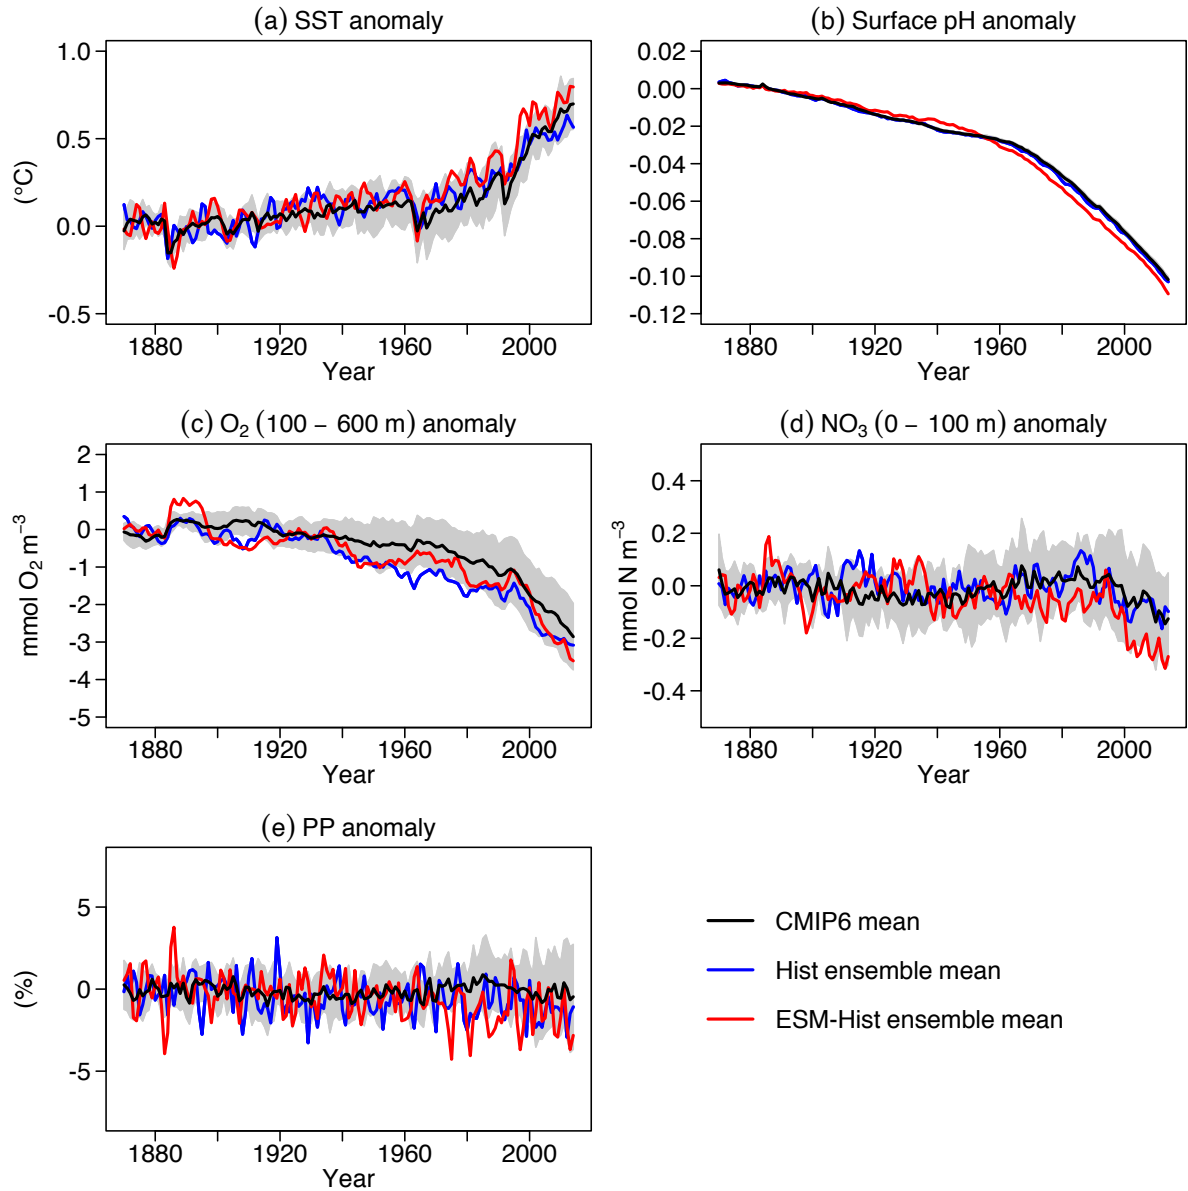 (a) SST anomaly
(°C)
1.0
0.5
0.0
-0.5
1880 1920 1960 2000
Year
(b) Surface pH anomaly
0.02
0.00
-0.02
-0.04
-0.06
-0.08
-0.10
-0.12
1880 1920 1960 2000
Year
(c) O₂ (100 − 600 m) anomaly
mmol O₂ m⁻³
2
1
0
-1
-2
-3
-4
-5
1880 1920 1960 2000
Year
(d) NO₃ (0 − 100 m) anomaly
mmol N m⁻³
0.4
0.2
0.0
-0.2
-0.4
1880 1920 1960 2000
Year
(e) PP anomaly
(%)
5
0
-5
1880 1920 1960 2000
Year
CMIP6 mean
Hist ensemble mean
ESM-Hist ensemble mean